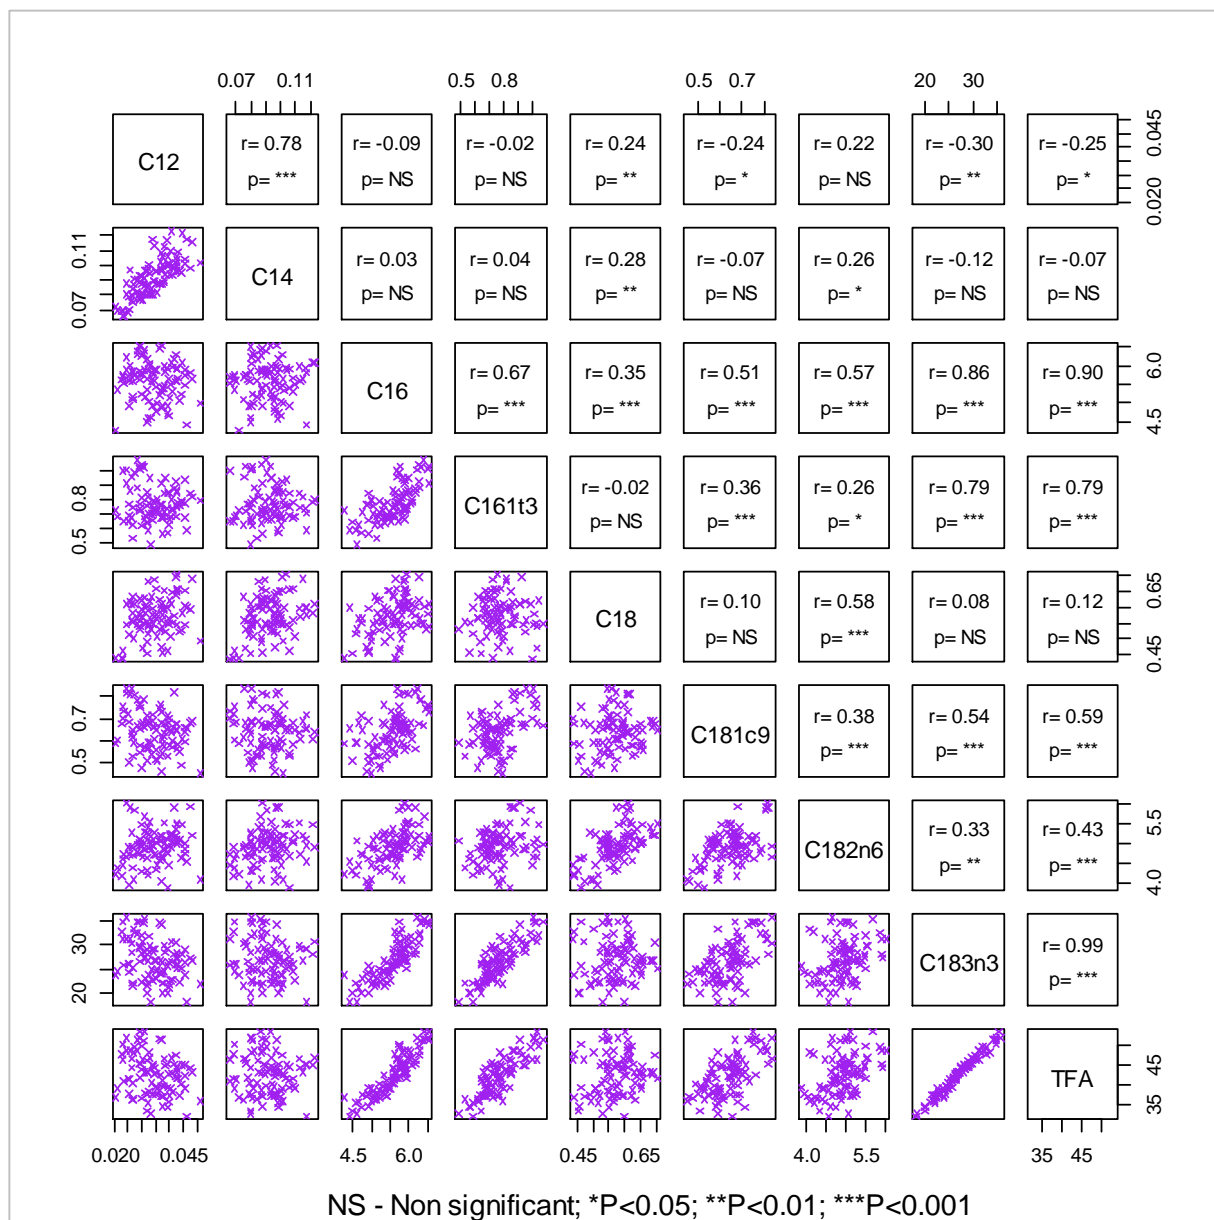 0.07 0.11 0.5 0.8 0.5 0.7 20 30
C12 r= 0.78 r= -0.09 r= -0.02 r= 0.24 r= -0.24 r= 0.22 r= -0.30 r= -0.25 0.020 0.045
p= *** p= NS p= NS p= ** p= * p= NS p= ** p= *
0.07 0.11 C14 r= 0.03 r= 0.04 r= 0.28 r= -0.07 r= 0.26 r= -0.12 r= -0.07
p= NS p= NS p= ** p= NS p= * p= NS p= NS
C16 r= 0.67 r= 0.35 r= 0.51 r= 0.57 r= 0.86 r= 0.90 4.5 6.0
p= *** p= *** p= *** p= *** p= *** p= ***
0.5 0.8 C161t3 r= -0.02 r= 0.36 r= 0.26 r= 0.79 r= 0.79
p= NS p= *** p= * p= *** p= ***
C18 r= 0.10 r= 0.58 r= 0.08 r= 0.12 0.45 0.65
p= NS p= *** p= NS p= NS
0.5 0.7 C181c9 r= 0.38 r= 0.54 r= 0.59
p= *** p= *** p= ***
C182n6 r= 0.33 r= 0.43 4.0 5.5
p= ** p= ***
20 30 C183n3 r= 0.99
p= ***
TFA 35 45
0.020 0.045 4.5 6.0 0.45 0.65 4.0 5.5 35 45
NS - Non significant; *P<0.05; **P<0.01; ***P<0.001